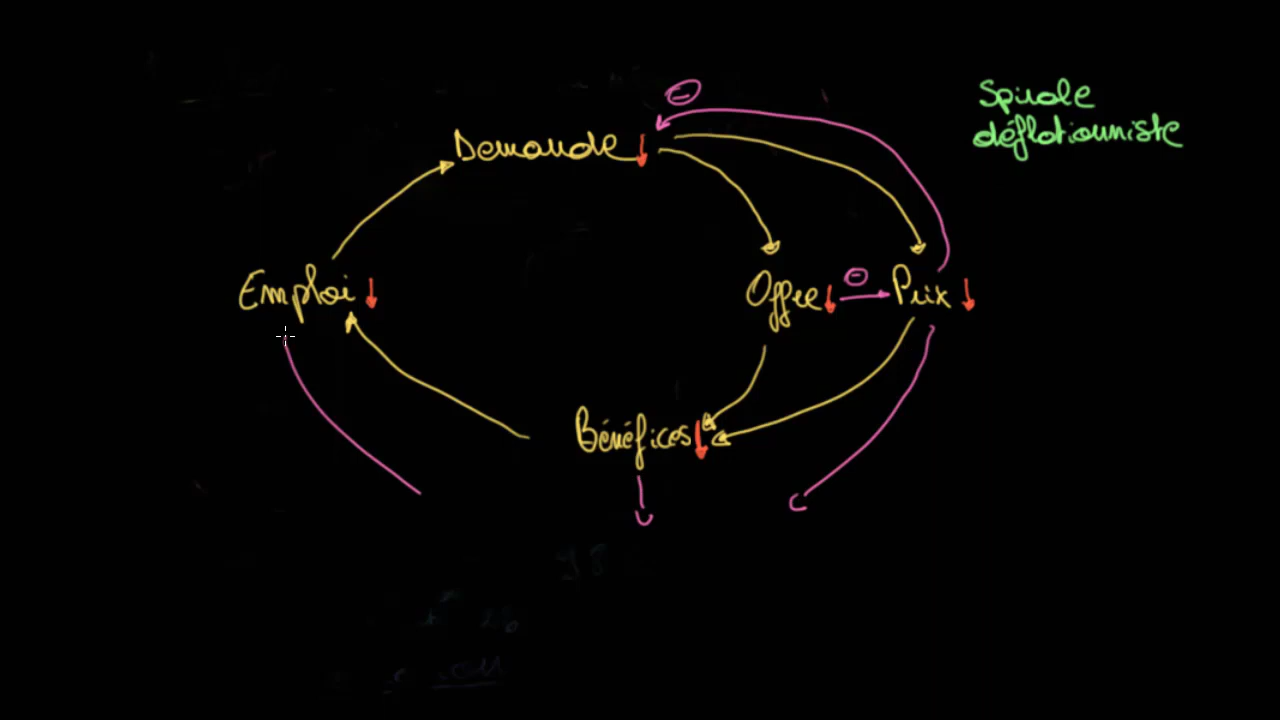 Spirale
déflationniste
Demande
Emploi
Offre
Prix
Bénéfices